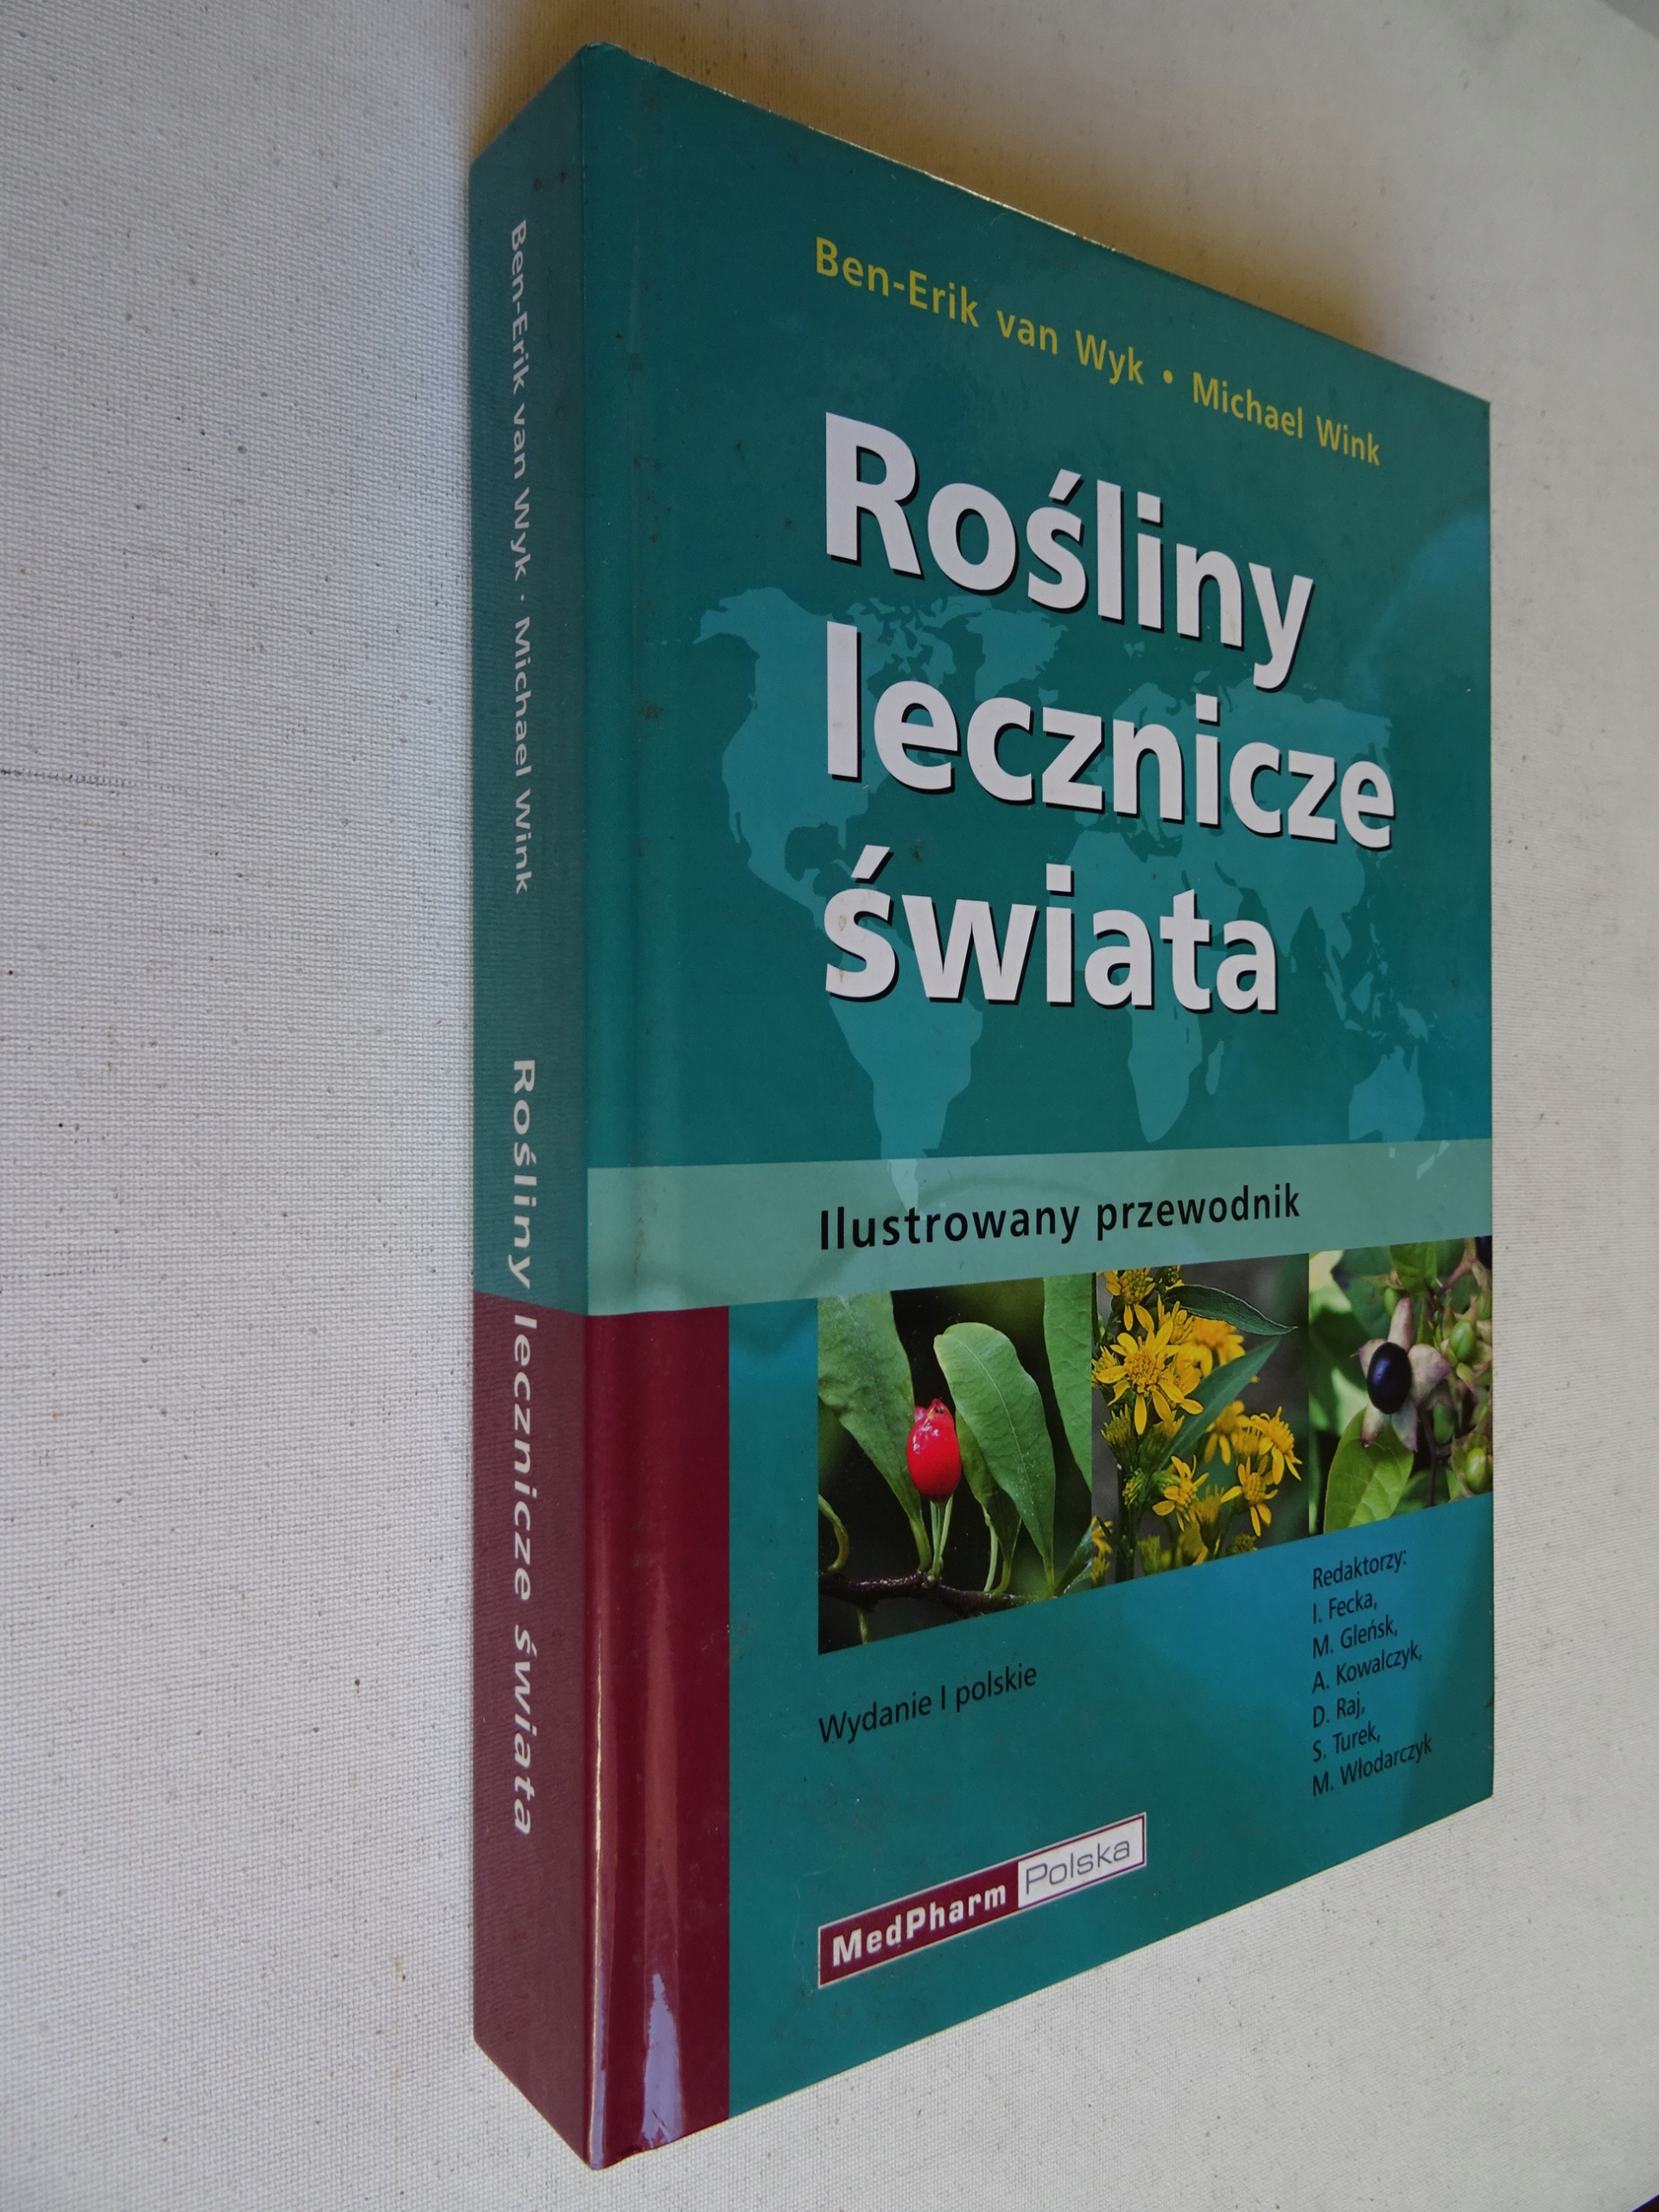 Ben-Erik van Wyk · Michael Wink Rośliny lecznicze świata
Ben-Erik van Wyk • Michael Wink
Rośliny
lecznicze
świata
Ilustrowany przewodnik
Wydanie I polskie
Redaktorzy:
I. Fecka,
M. Gleńsk,
A. Kowalczyk,
D. Raj,
S. Turek,
M. Włodarczyk
MedPharm Polska